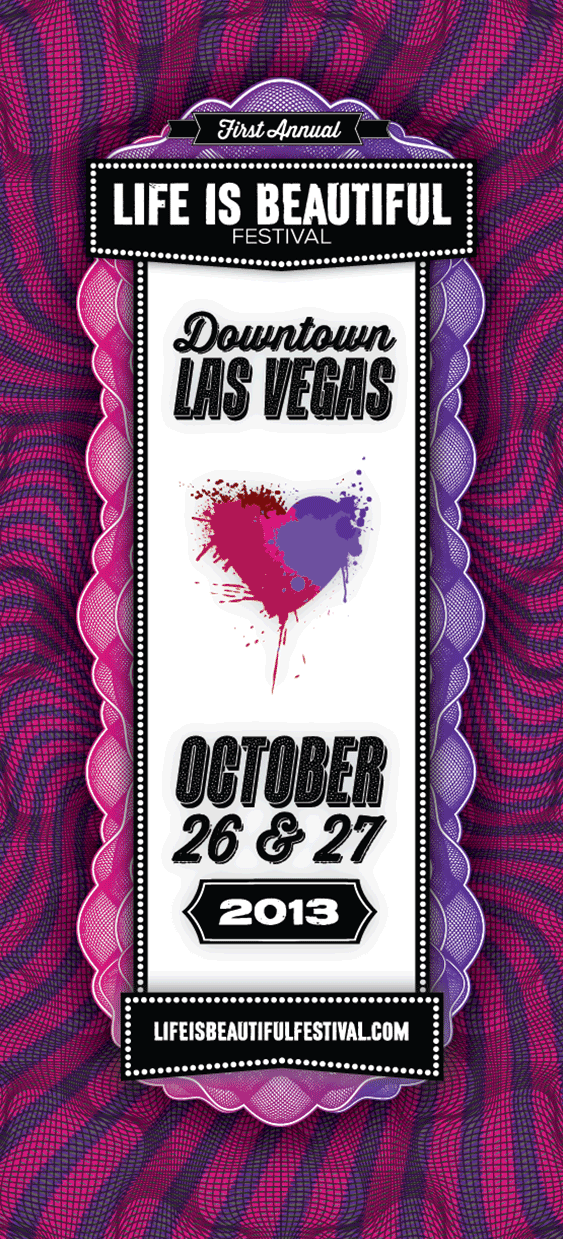 First Annual
LIFE IS BEAUTIFUL
FESTIVAL
Downtown
LAS VEGAS
OCTOBER
26 & 27
2013
LIFEISBEAUTIFULFESTIVAL.COM